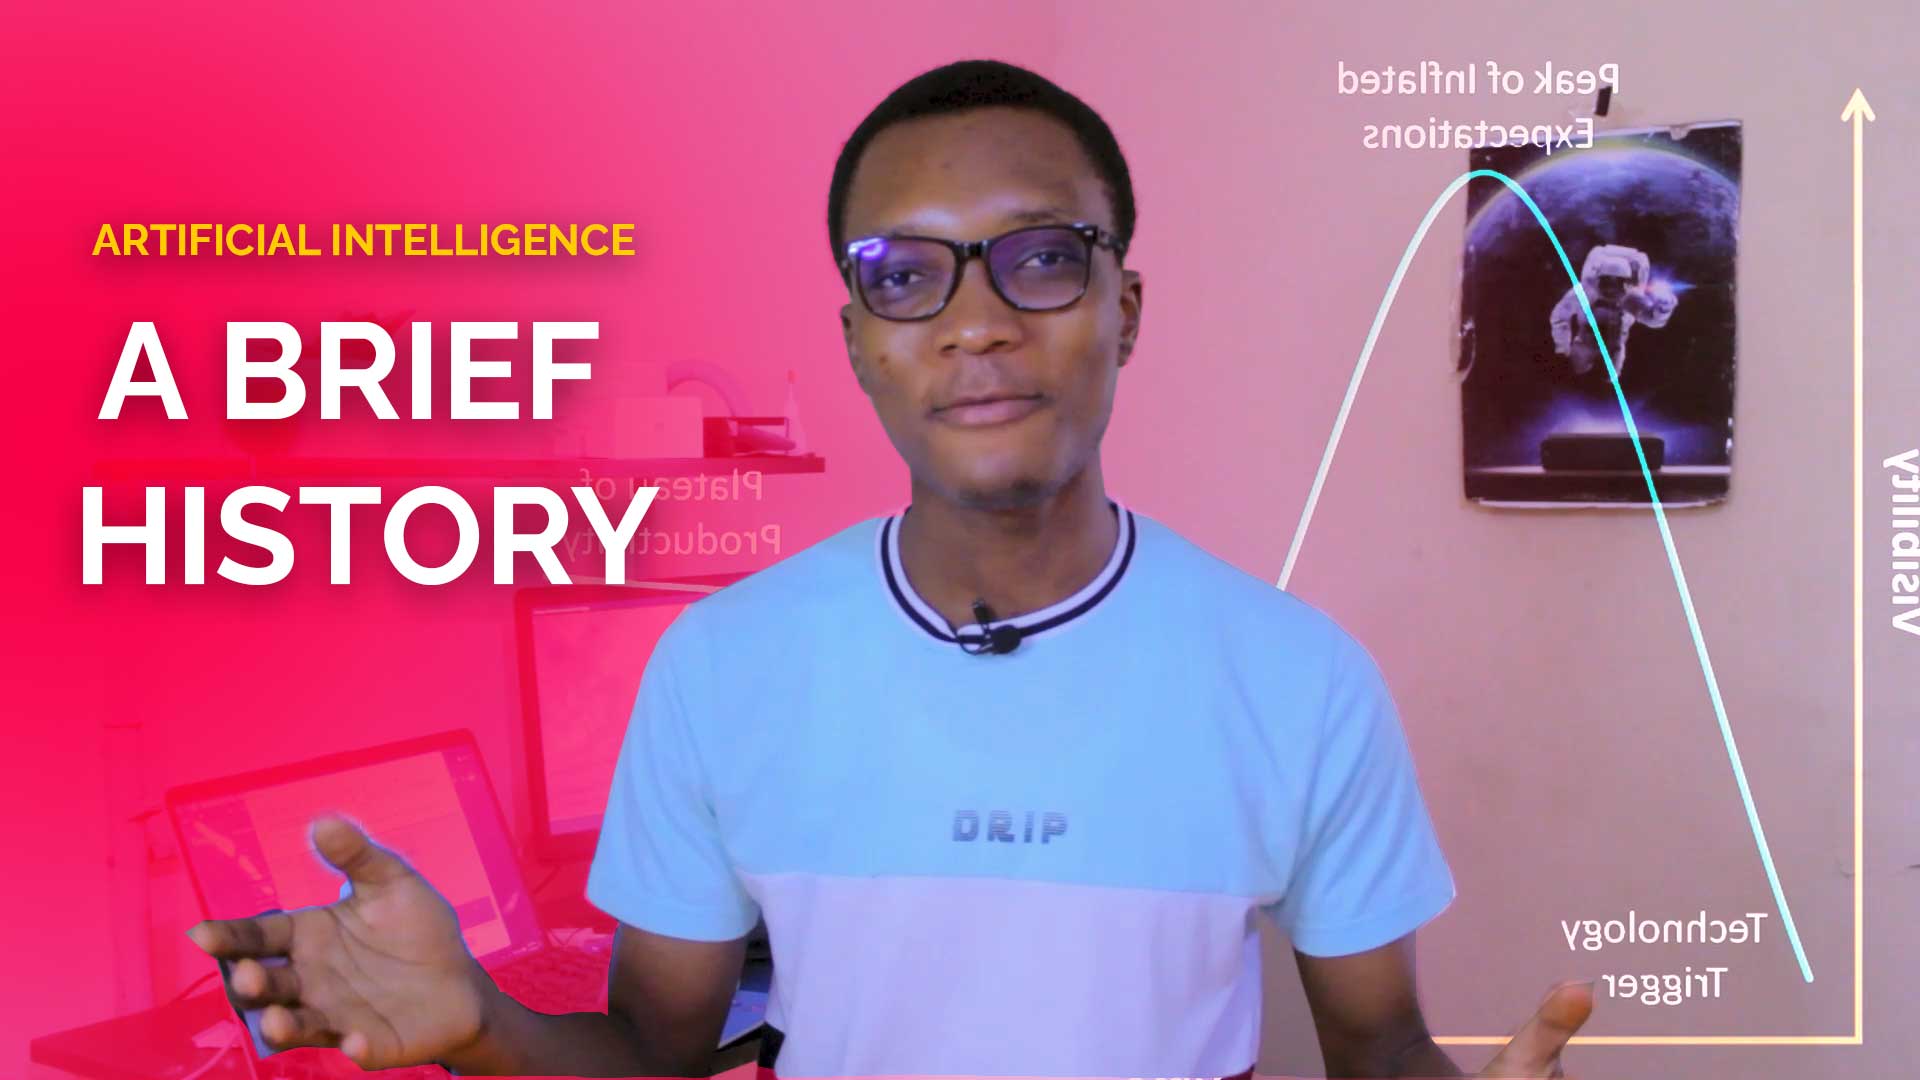 ARTIFICIAL INTELLIGENCE
A BRIEF
HISTORY
Peak of Inflated
Expectations
Plateau of
Productivity
Visibility
DRIP
Technology
Trigger